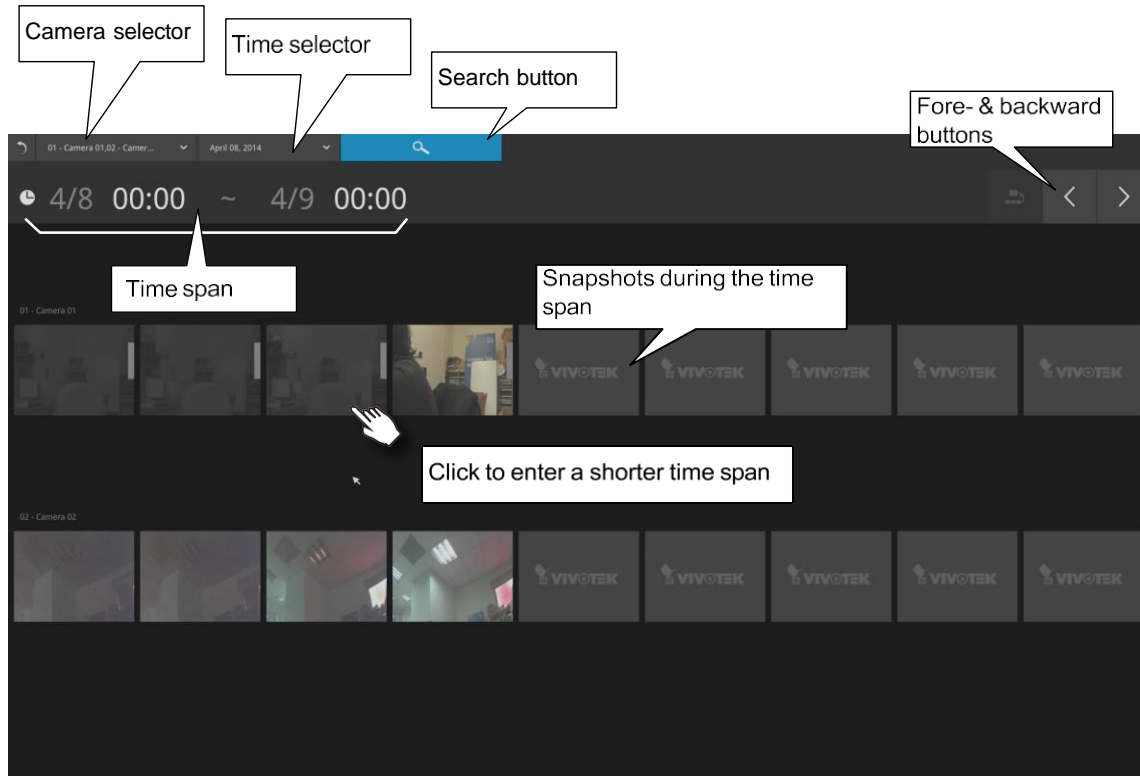 Camera selector
Time selector
Search button
Fore- & backward
buttons
01 - Camera 01,02 - Camer...
April 08, 2014
4/8 00:00 ~ 4/9 00:00
Time span
Snapshots during the time
span
01 - Camera 01
VIVOTEK VIVOTEK VIVOTEK VIVOTEK VIVOTEK
Click to enter a shorter time span
02 - Camera 02
VIVOTEK VIVOTEK VIVOTEK VIVOTEK VIVOTEK